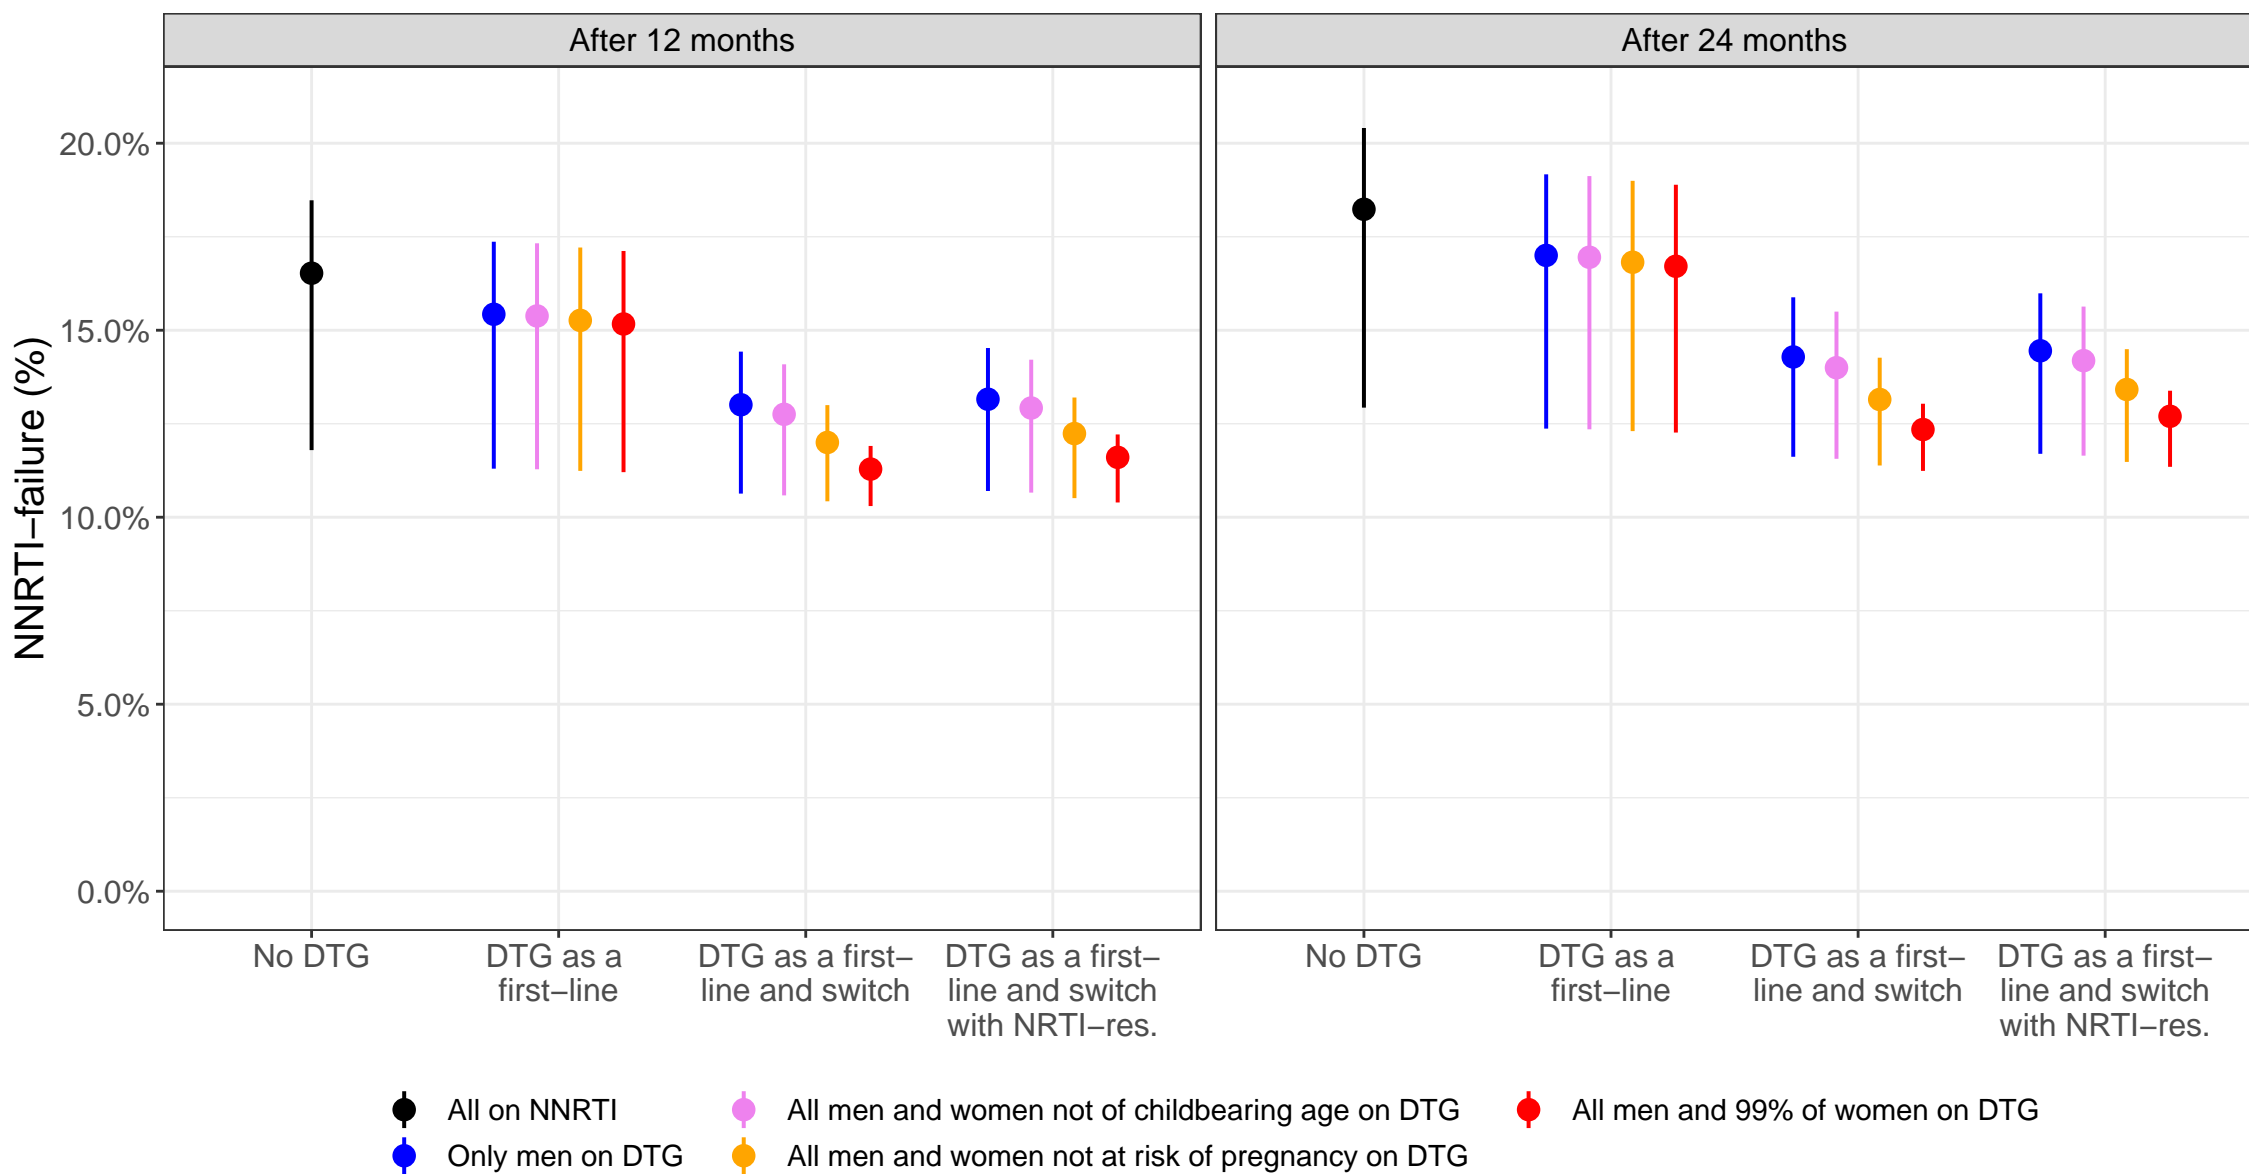 After 12 months
After 24 months
NNRTI−failure (%)
20.0%
15.0%
10.0%
5.0%
0.0%
No DTG
DTG as a
first−line
DTG as a first−
line and switch
DTG as a first−
line and switch
with NRTI−res.
No DTG
DTG as a
first−line
DTG as a first−
line and switch
DTG as a first−
line and switch
with NRTI−res.
All on NNRTI
Only men on DTG
All men and women not of childbearing age on DTG
All men and women not at risk of pregnancy on DTG
All men and 99% of women on DTG